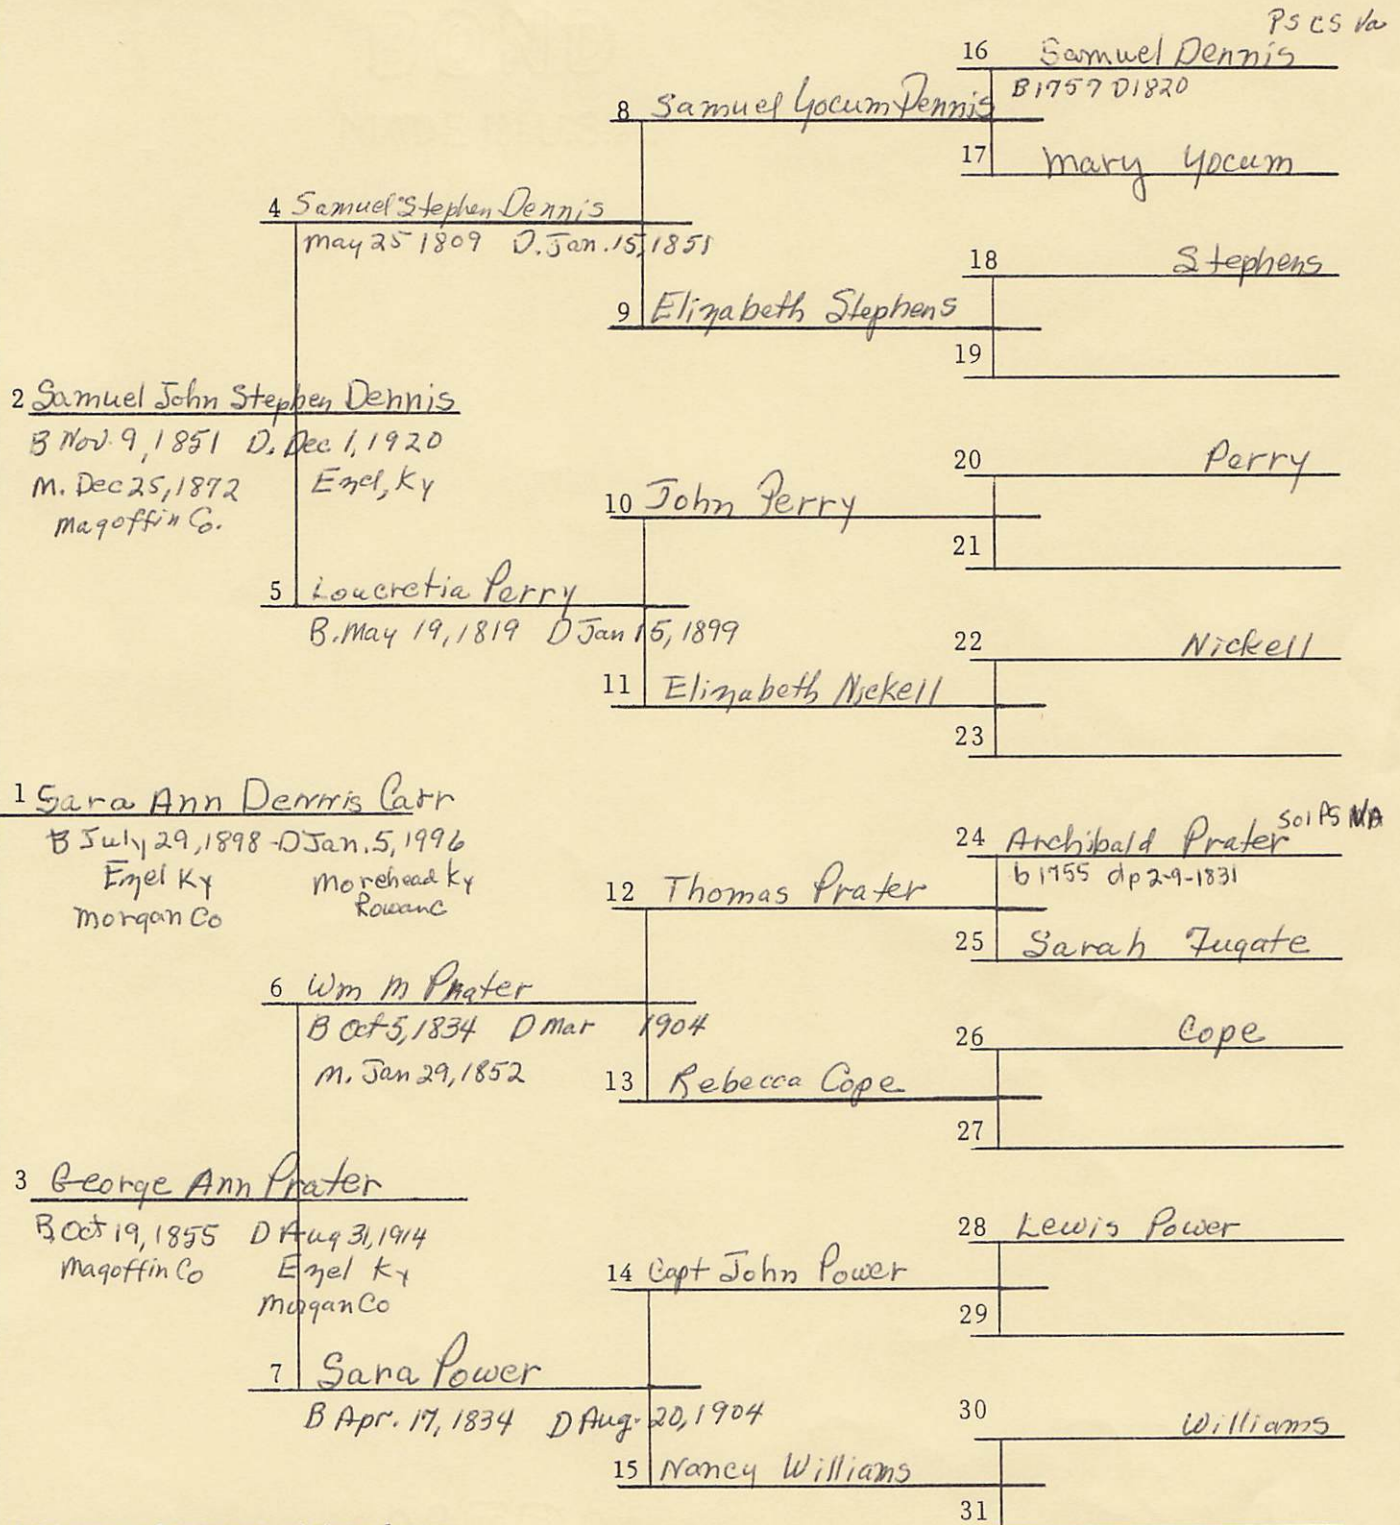 PS CS Va
16 Samuel Dennis
B 1757 D 1820
8 Samuel Yocum Dennis
17 Mary Yocum
4 Samuel Stephen Dennis
May 25 1809 D. Jan. 15, 1851
18 Stephens
9 Elizabeth Stephens
19
2 Samuel John Stephen Dennis
B Nov. 9, 1851 D. Dec 1, 1920
M. Dec 25, 1872 Ezel, Ky
Magoffin Co.
20 Perry
10 John Perry
21
5 Loucretia Perry
B. May 19, 1819 D Jan 15, 1899
22 Nickell
11 Elizabeth Nickell
23
1 Sara Ann Dennis Carr
B July 29, 1898 - D Jan. 5, 1996
Ezel Ky Morehead Ky
Morgan Co Rowan C
24 Archibald Prater Sol PS VA
b 1755 dp 2-9-1831
12 Thomas Prater
25 Sarah Fugate
6 Wm M Prater
B Oct 5, 1834 D Mar 1904
M. Jan 29, 1852
26 Cope
13 Rebecca Cope
27
3 George Ann Prater
B. Oct 19, 1855 D Aug 31, 1914
Magoffin Co Ezel Ky
Morgan Co
28 Lewis Power
14 Capt John Power
29
7 Sara Power
B Apr. 17, 1834 D Aug. 20, 1904
30 Williams
15 Nancy Williams
31